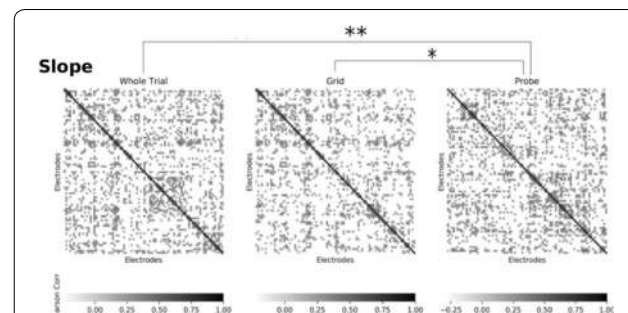 **
*
Slope
Whole Trial Grid Probe
Electrodes Electrodes Electrodes
Electrodes Electrodes Electrodes
arson Corr
0.00 0.25 0.50 0.75 1.00 0.00 0.25 0.50 0.75 1.00 −0.25 0.00 0.25 0.50 0.75 1.00